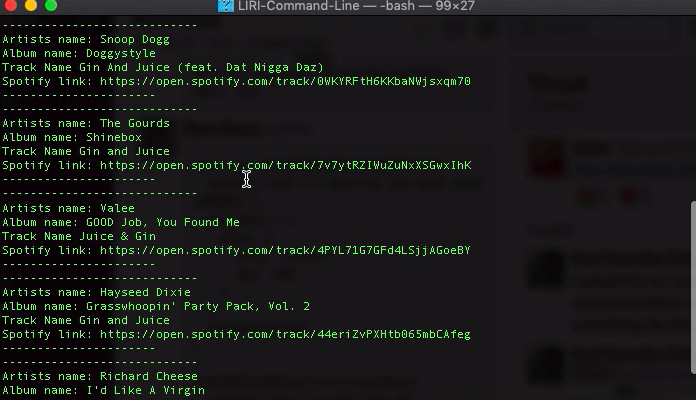 LIRI-Command-Line — -bash — 99×27
----------------------------
Artists name: Snoop Dogg
Album name: Doggystyle
Track Name Gin And Juice (feat. Dat Nigga Daz)
Spotify link: https://open.spotify.com/track/0WKYRFtH6KKbaNWjsxqm70
----------------------
----------------------------
Artists name: The Gourds
Album name: Shinebox
Track Name Gin and Juice
Spotify link: https://open.spotify.com/track/7v7ytRZIWuZuNxXSGwxIhK
----------------------
----------------------------
Artists name: Valee
Album name: GOOD Job, You Found Me
Track Name Juice & Gin
Spotify link: https://open.spotify.com/track/4PYL71G7GFd4LSjjAGoeBY
----------------------
----------------------------
Artists name: Hayseed Dixie
Album name: Grasswhoopin' Party Pack, Vol. 2
Track Name Gin and Juice
Spotify link: https://open.spotify.com/track/44eriZvPXHtb065mbCAfeg
----------------------
----------------------------
Artists name: Richard Cheese
Album name: I'd Like A Virgin